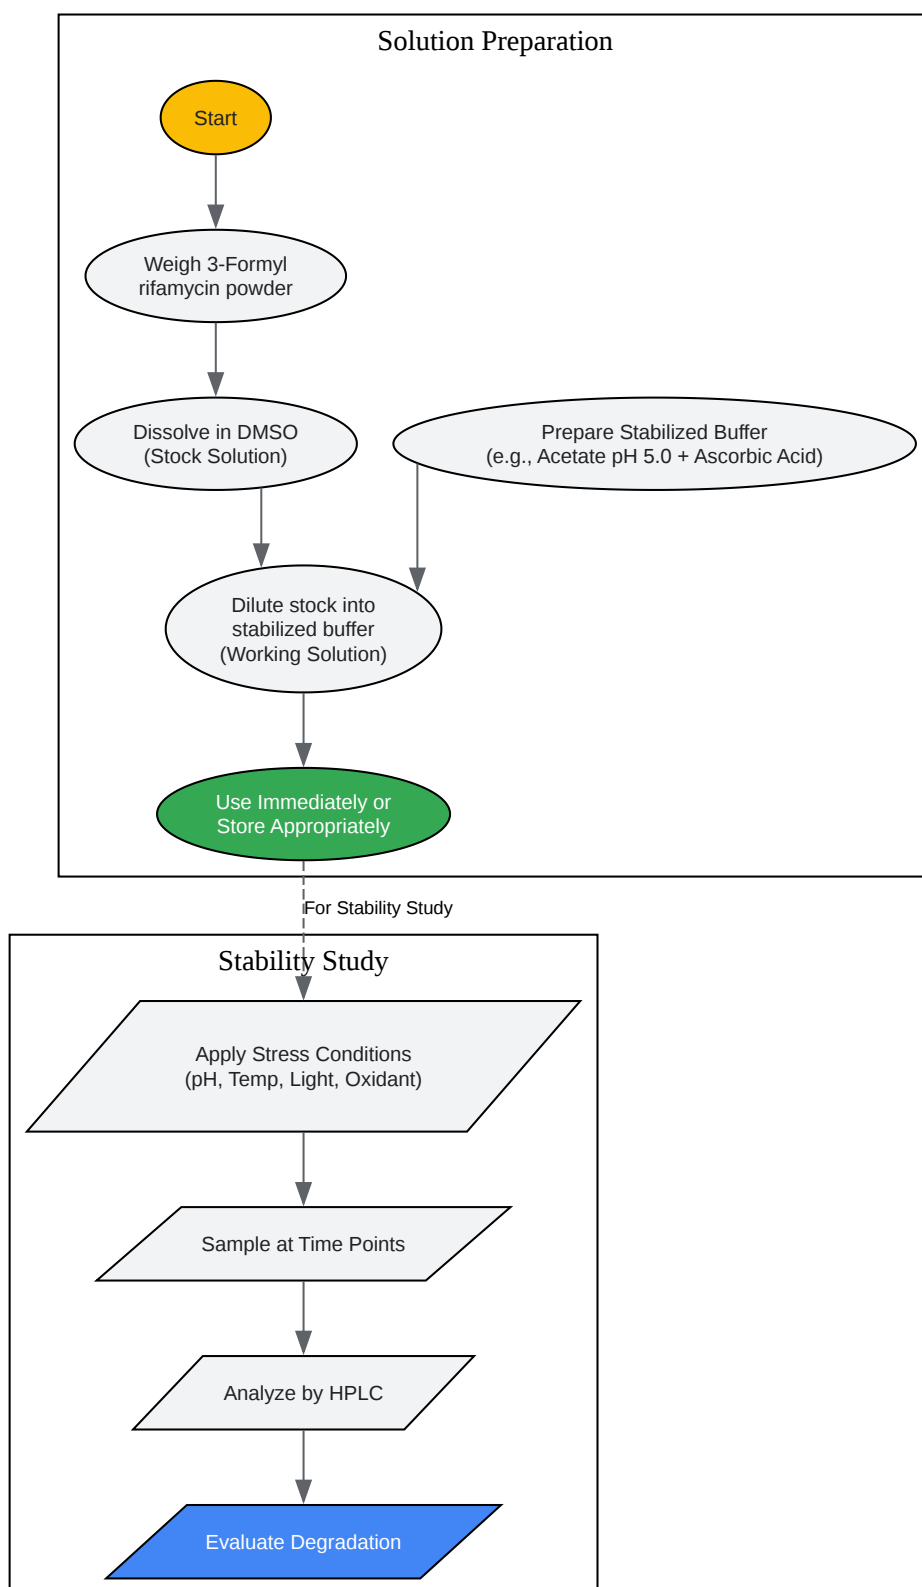 Solution Preparation
Start
Weigh 3-Formyl
rifamycin powder
Dissolve in DMSO
(Stock Solution)
Prepare Stabilized Buffer
(e.g., Acetate pH 5.0 + Ascorbic Acid)
Dilute stock into
stabilized buffer
(Working Solution)
Use Immediately or
Store Appropriately
For Stability Study
Stability Study
Apply Stress Conditions
(pH, Temp, Light, Oxidant)
Sample at Time Points
Analyze by HPLC
Evaluate Degradation